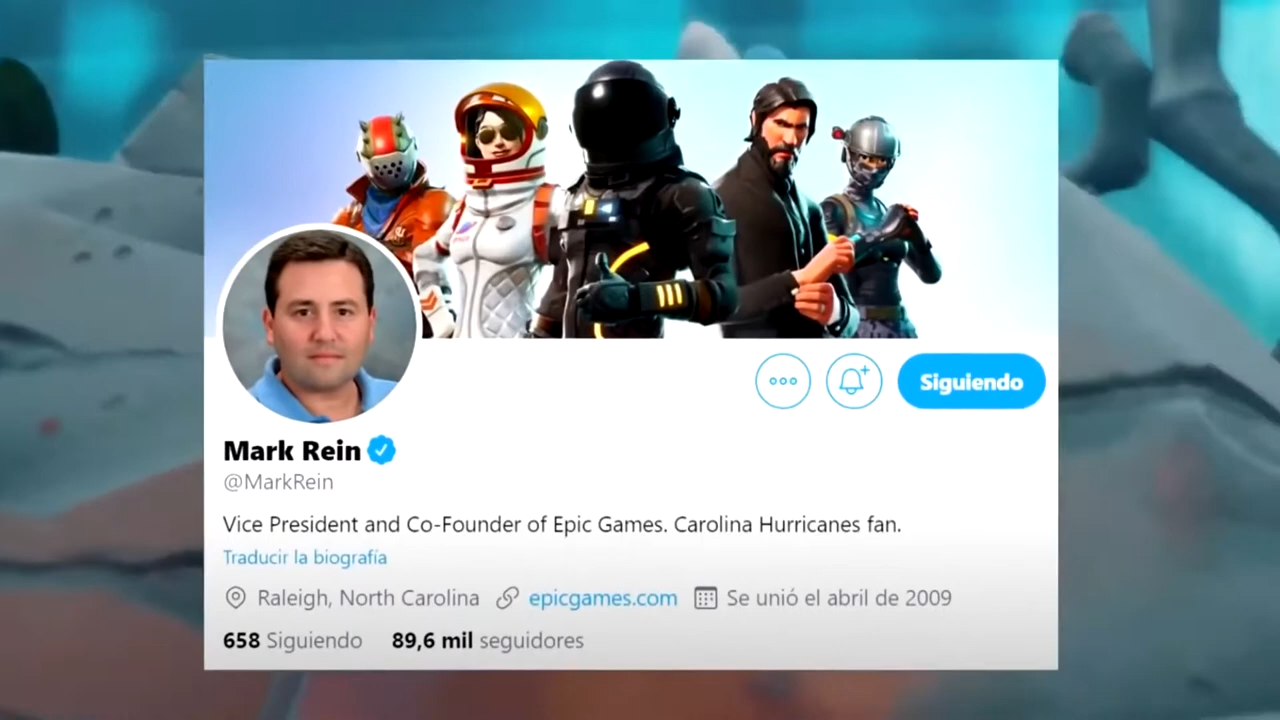 Siguiendo
Mark Rein
@MarkRein
Vice President and Co-Founder of Epic Games. Carolina Hurricanes fan.
Traducir la biografía
Raleigh, North Carolina epicgames.com Se unió el abril de 2009
658 Siguiendo 89,6 mil seguidores